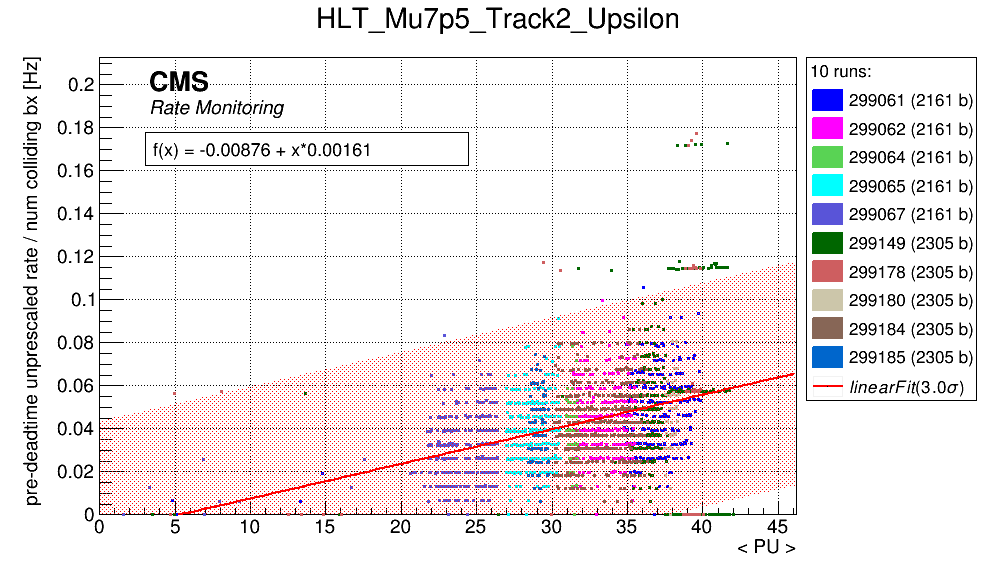 HLT_Mu7p5_Track2_Upsilon
pre-deadtime unprescaled rate / num colliding bx [Hz]
CMS
Rate Monitoring
f(x) = -0.00876 + x*0.00161
0.2
0.18
0.16
0.14
0.12
0.1
0.08
0.06
0.04
0.02
0
0 5 10 15 20 25 30 35 40 45
< PU >
10 runs:
299061 (2161 b)
299062 (2161 b)
299064 (2161 b)
299065 (2161 b)
299067 (2161 b)
299149 (2305 b)
299178 (2305 b)
299180 (2305 b)
299184 (2305 b)
299185 (2305 b)
linearFit(3.0σ)